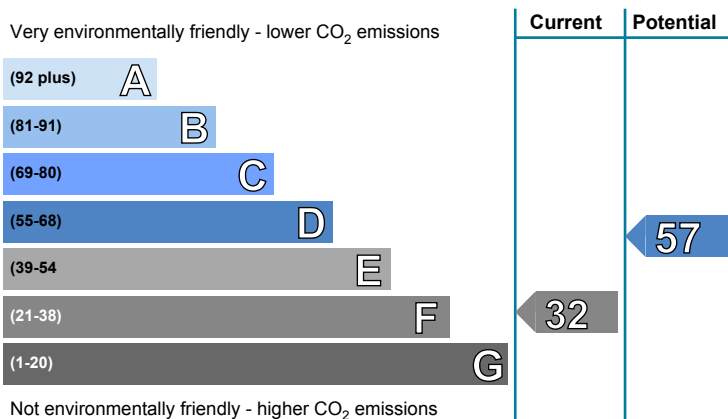 Current Potential
Very environmentally friendly - lower CO₂ emissions
(92 plus) A
(81-91) B
(69-80) C
(55-68) D
57
(39-54 E
(21-38) F
32
(1-20) G
Not environmentally friendly - higher CO₂ emissions